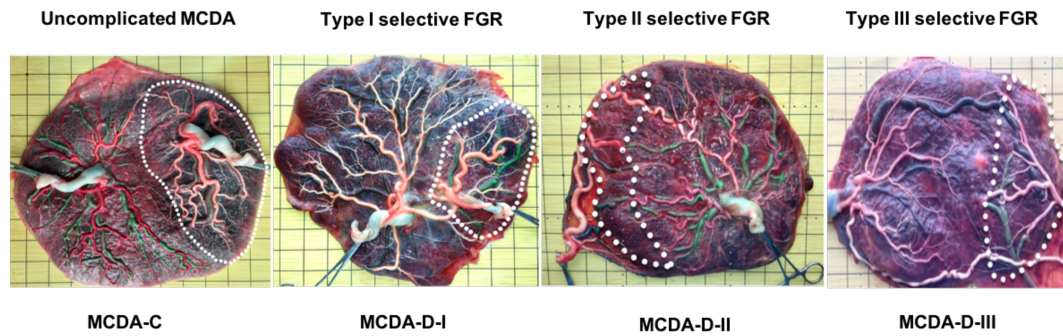 Uncomplicated MCDA
Type I selective FGR
Type II selective FGR
Type III selective FGR
MCDA-C
MCDA-D-I
MCDA-D-II
MCDA-D-III